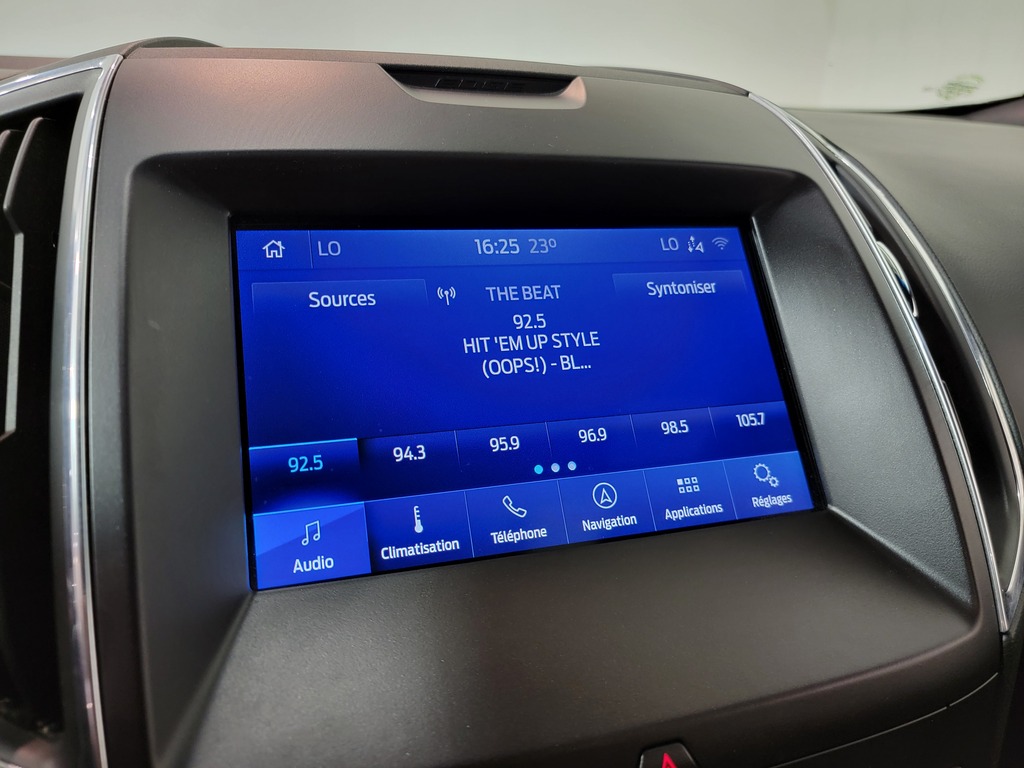 LO 16:25 23° LO
Sources THE BEAT Syntoniser
92.5
HIT 'EM UP STYLE
(OOPS!) - BL...
92.5 94.3 95.9 96.9 98.5 105.7
Audio Climatisation Téléphone Navigation Applications Réglages